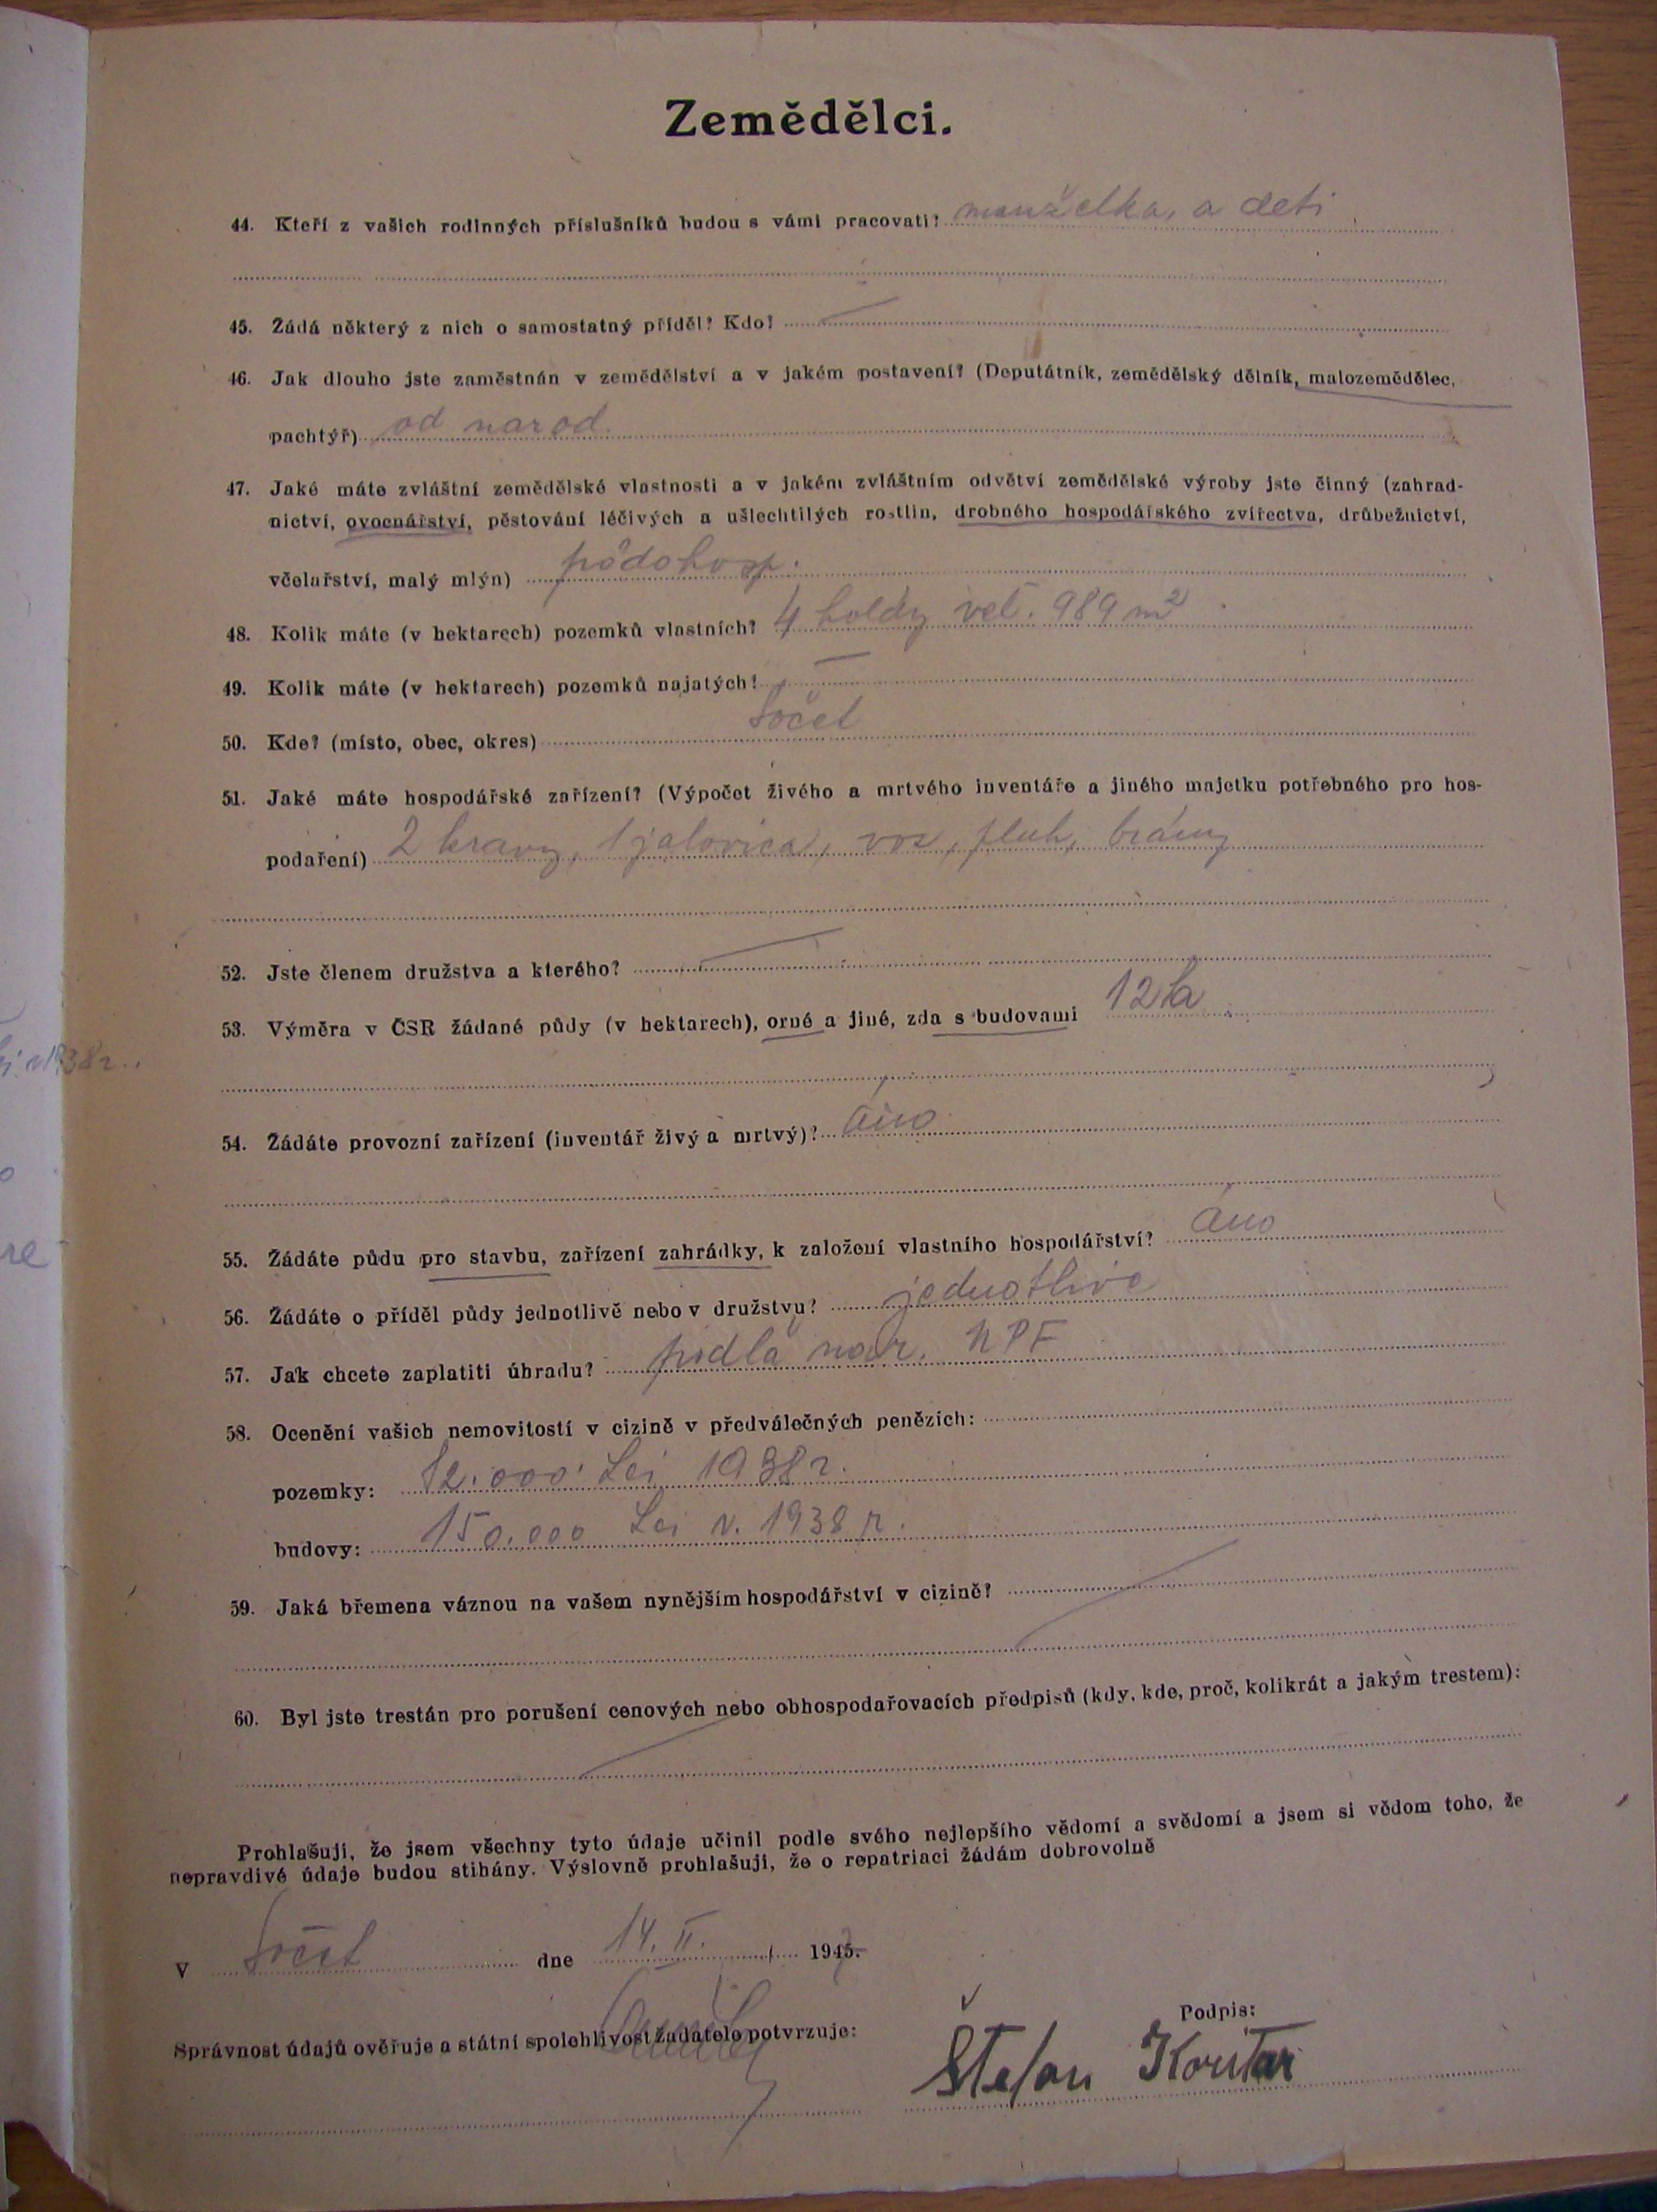 Zemědělci.
44. Kteří z vašich rodinných příslušníků budou s vámi pracovati? manželka, a deti
45. Žádá některý z nich o samostatný příděl? Kdo? —
46. Jak dlouho jste zaměstnán v zemědělství a v jakém postavení? (Deputátník, zemědělský dělník, malozemědělec,
pachtýř) od narod.
47. Jaké máte zvláštní zemědělské vlastnosti a v jakém zvláštním odvětví zemědělské výroby jste činný (zahrad-
nictví, ovocnářství, pěstování léčivých a ušlechtilých rostlin, drobného hospodářského zvířectva, drůbežnictví,
včelařství, malý mlýn) pôdohosp.
48. Kolik máte (v hektarech) pozemků vlastních? 4 holdy vet. 989 m²
49. Kolik máte (v hektarech) pozemků najatých? —
50. Kde? (místo, obec, okres) Sočet
51. Jaké máte hospodářské zařízení? (Výpočet živého a mrtvého inventáře a jiného majetku potřebného pro hos-
podaření) 2 kravy, 1 jalovica, voz, pluh, brány
52. Jste členem družstva a kterého? —
53. Výměra v ČSR žádané půdy (v hektarech), orné a jiné, zda s budovami 12 ha
54. Žádáte provozní zařízení (inventář živý a mrtvý)? áno
55. Žádáte půdu pro stavbu, zařízení zahrádky, k založení vlastního hospodářství? áno
56. Žádáte o příděl půdy jednotlivě nebo v družstvu? jednotlive
57. Jak chcete zaplatiti úhradu? podla nar. NPF
58. Ocenění vašich nemovitostí v cizině v předválečných penězích:
pozemky: 12.000 Lei 1938 r.
budovy: 150.000 Lei v. 1938 r.
59. Jaká břemena váznou na vašem nynějším hospodářství v cizině?
60. Byl jste trestán pro porušení cenových nebo obhospodařovacích předpisů (kdy, kde, proč, kolikrát a jakým trestem):
Prohlašuji, že jsem všechny tyto údaje učinil podle svého nejlepšího vědomí a svědomí a jsem si vědom toho, že
nepravdivé údaje budou stihány. Výslovně prohlašuji, že o repatriaci žádám dobrovolně
V Sočet dne 14. II. 194
Podpis:
Správnost údajů ověřuje a státní spolehlivost žadatele potvrzuje:
Štefan